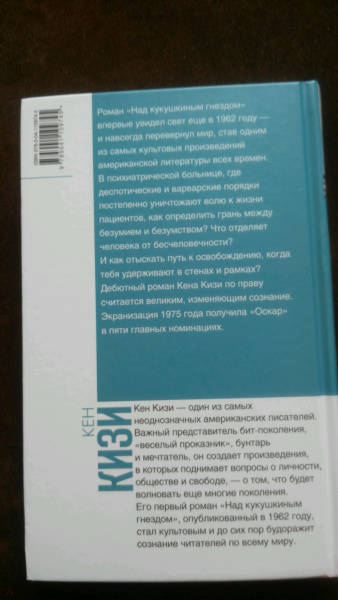 Роман «Над кукушкиным гнездом»
впервые увидел свет еще в 1962 году —
и навсегда перевернул мир, став одним
из самых культовых произведений
американской литературы всех времен.
В психиатрической больнице, где
деспотические и варварские порядки
постепенно уничтожают волю к жизни
пациентов, как определить грань между
безумием и безумством? Что отделяет
человека от бесчеловечности?
И как отыскать путь к освобождению, когда
тебя удерживают в стенах и рамках?
Дебютный роман Кена Кизи по праву
считается великим, изменяющим сознание.
Экранизация 1975 года получила «Оскар»
в пяти главных номинациях.
КЕН
КИЗИ
Кен Кизи — один из самых
неоднозначных американских писателей.
Важный представитель бит-поколения,
«веселый проказник», бунтарь
и мечтатель, он создает произведения,
в которых поднимает вопросы о личности,
обществе и свободе, — о том, что будет
волновать еще многие поколения.
Его первый роман «Над кукушкиным
гнездом», опубликованный в 1962 году,
стал культовым и до сих пор будоражит
сознание читателей по всему миру.